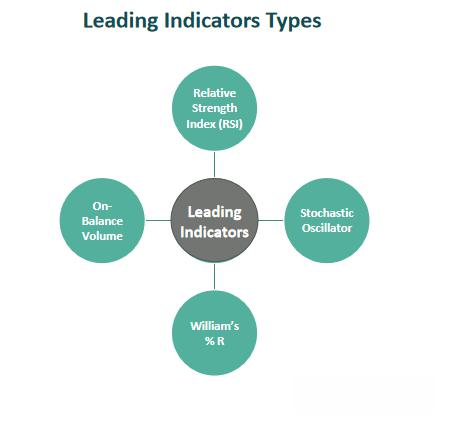 Leading Indicators Types
Relative
Strength
Index (RSI)
On-
Balance
Volume
Leading
Indicators
Stochastic
Oscillator
William's
% R